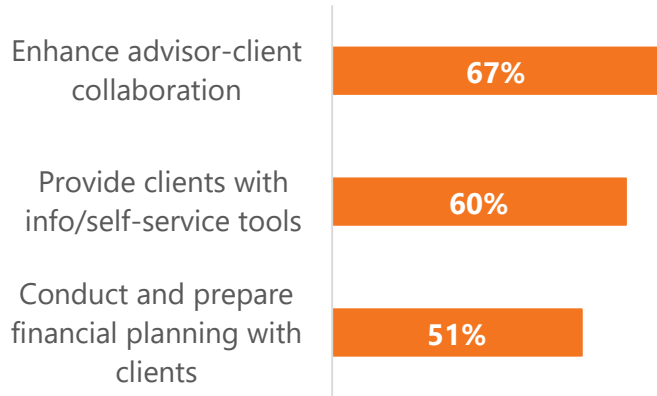 Enhance advisor-client
collaboration
67%
Provide clients with
info/self-service tools
60%
Conduct and prepare
financial planning with
clients
51%